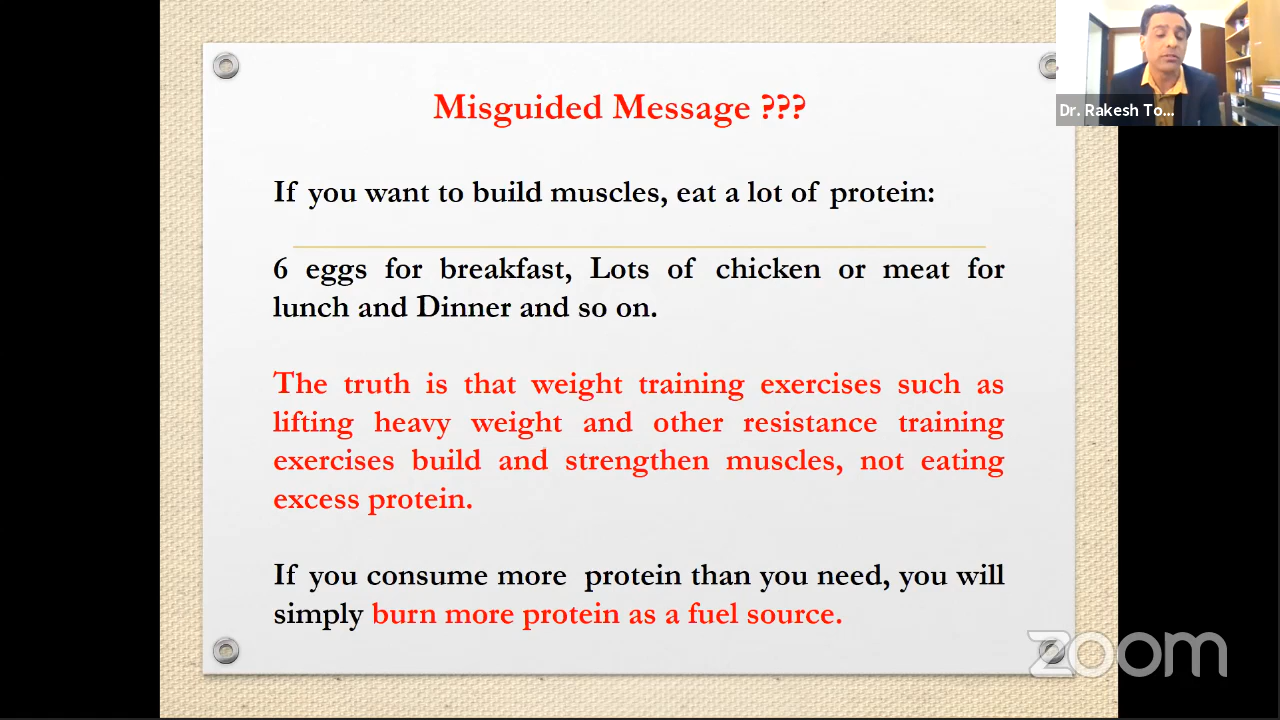 Misguided Message ???
If you want to build muscles, eat a lot of protein:
6 eggs for breakfast, Lots of chicken or meat for
lunch and Dinner and so on.
The truth is that weight training exercises such as
lifting heavy weight and other resistance training
exercises build and strengthen muscles, not eating
excess protein.
If you consume more protein than you need, you will
simply burn more protein as a fuel source.
Dr. Rakesh To...
zoom